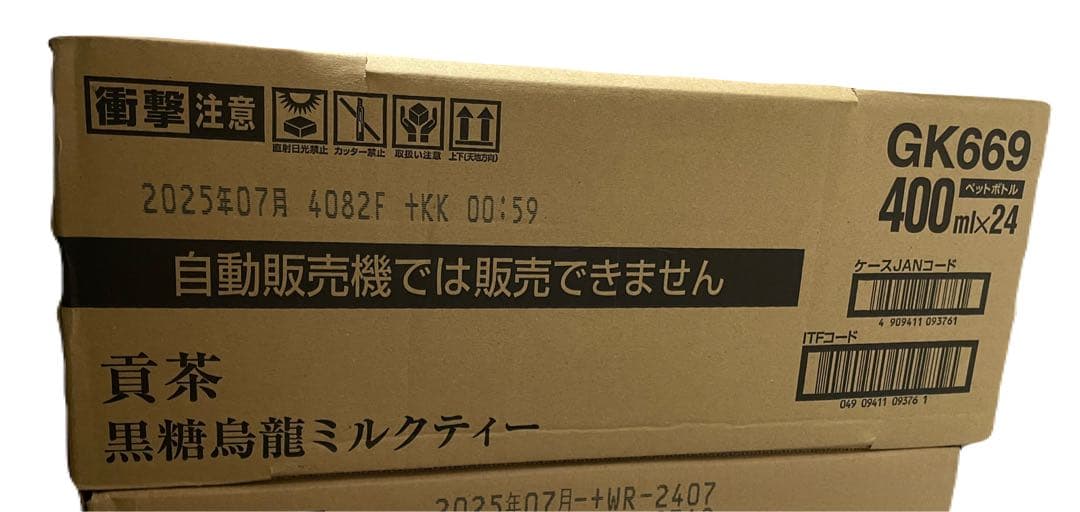 衝撃注意
直射日光禁止 カッター禁止 取扱い注意 上下(天地方向)
2025年07月 4082F +KK 00:59
自動販売機では販売できません
貢茶
黒糖烏龍ミルクティー
GK669
400ml×24
ペットボトル
ケースJANコード
4 909411 093761
ITFコード
049 09411 09376 1
2025年07月-+WR-2407